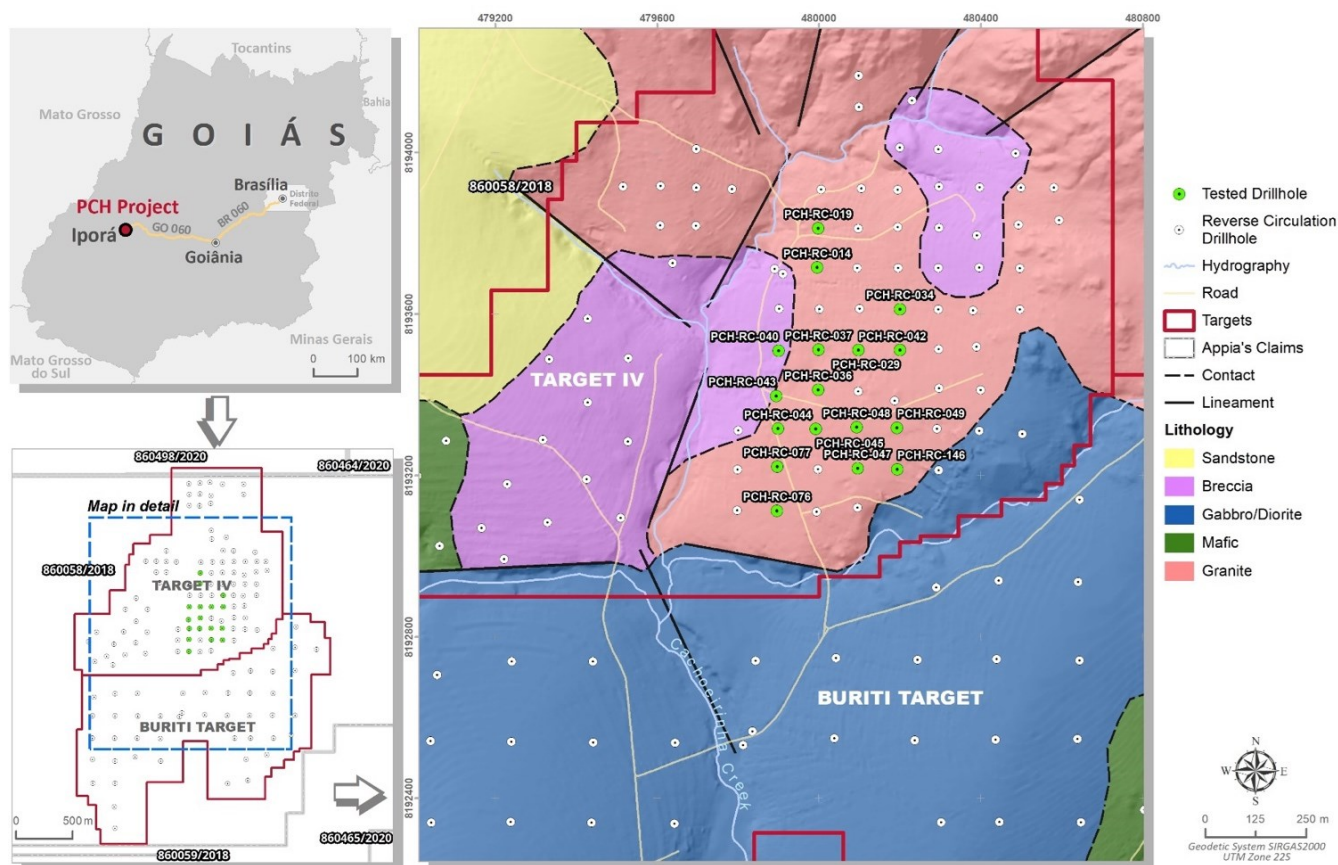 Tocantins
Mato Grosso
Bahia
GOIÁS
Brasília
Distrito
Federal
PCH Project
Iporá
GO 060
BR 060
Goiânia
Minas Gerais
Mato Grosso
do Sul
0 100 km
860498/2020
860464/2020
Map in detail
860058/2018
TARGET IV
BURITI TARGET
0 500 m
860465/2020
860059/2018
479200 479600 480000 480400 480800
8194000
8193600
8193200
8192800
8192400
860058/2018
PCH-RC-019
PCH-RC-014
PCH-RC-034
PCH-RC-040
PCH-RC-037
PCH-RC-042
PCH-RC-029
TARGET IV
PCH-RC-043
PCH-RC-036
PCH-RC-044
PCH-RC-048
PCH-RC-049
PCH-RC-045
PCH-RC-077
PCH-RC-047
PCH-RC-146
PCH-RC-076
Cachoeirinha Creek
BURITI TARGET
Tested Drillhole
Reverse Circulation
Drillhole
Hydrography
Road
Targets
Appia's Claims
Contact
Lineament
Lithology
Sandstone
Breccia
Gabbro/Diorite
Mafic
Granite
N
W E
S
0 125 250 m
Geodetic System SIRGAS2000
UTM Zone 22S